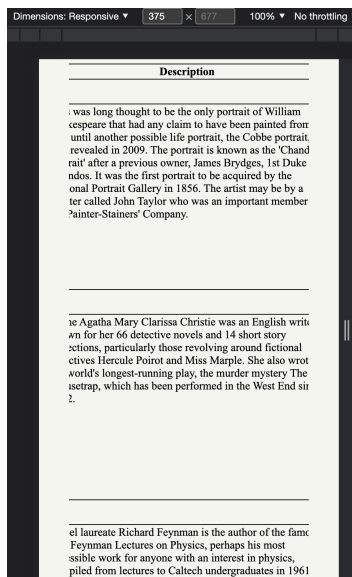 Dimensions: Responsive ▼ 375 × 677 100% ▼ No throttling
Description
was long thought to be the only portrait of William
kespeare that had any claim to have been painted from
until another possible life portrait, the Cobbe portrait,
revealed in 2009. The portrait is known as the 'Chand
rait' after a previous owner, James Brydges, 1st Duke
ndos. It was the first portrait to be acquired by the
onal Portrait Gallery in 1856. The artist may be by a
ter called John Taylor who was an important member
Painter-Stainers' Company.
ne Agatha Mary Clarissa Christie was an English write
wn for her 66 detective novels and 14 short story
ections, particularly those revolving around fictional
ctives Hercule Poirot and Miss Marple. She also wrot
world's longest-running play, the murder mystery The
usetrap, which has been performed in the West End sin
2.
el laureate Richard Feynman is the author of the famo
Feynman Lectures on Physics, perhaps his most
ssible work for anyone with an interest in physics,
piled from lectures to Caltech undergraduates in 1961